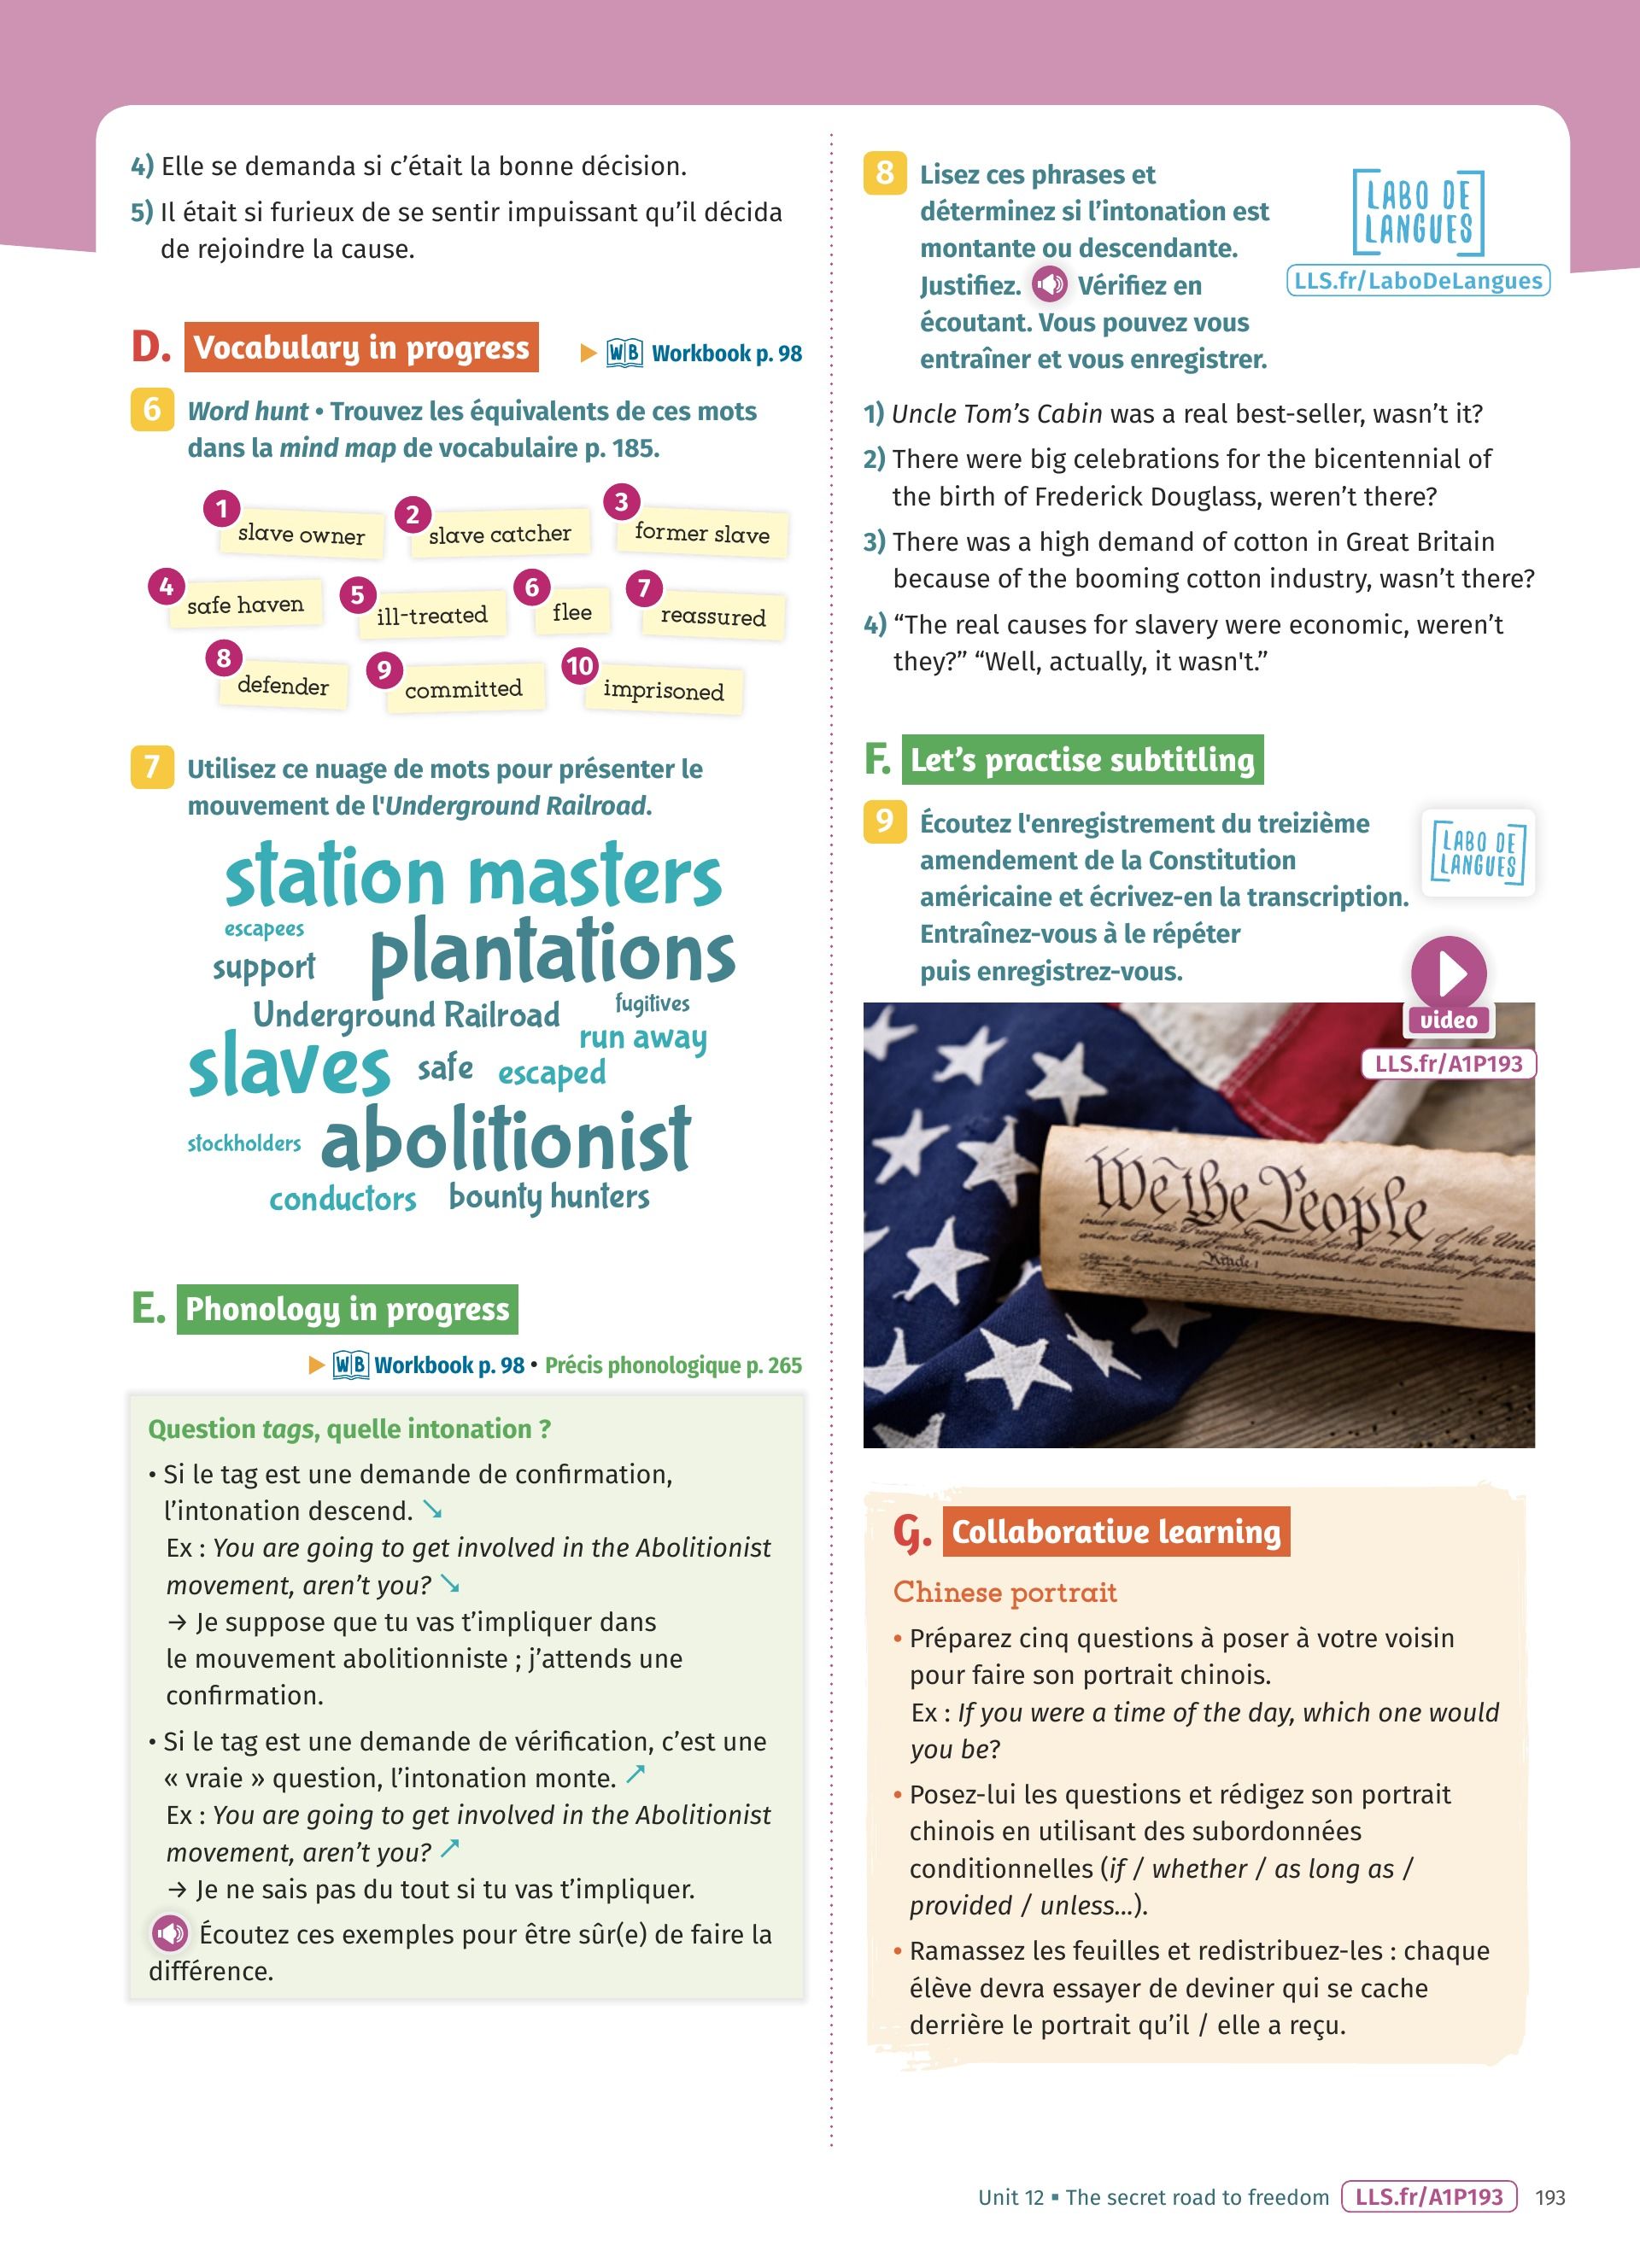 4) Elle se demanda si c’était la bonne décision.
5) Il était si furieux de se sentir impuissant qu’il décida
de rejoindre la cause.
D. Vocabulary in progress
WB Workbook p. 98
6 Word hunt • Trouvez les équivalents de ces mots
dans la mind map de vocabulaire p. 185.
1 slave owner
2 slave catcher
3 former slave
4 safe haven
5 ill-treated
6 flee
7 reassured
8 defender
9 committed
10 imprisoned
7 Utilisez ce nuage de mots pour présenter le
mouvement de l'Underground Railroad.
station masters
escapees
support
plantations
Underground Railroad
fugitives
run away
slaves
safe
escaped
stockholders
abolitionist
conductors
bounty hunters
E. Phonology in progress
WB Workbook p. 98 • Précis phonologique p. 265
Question tags, quelle intonation ?
• Si le tag est une demande de confirmation,
l’intonation descend. ↘
Ex : You are going to get involved in the Abolitionist
movement, aren’t you? ↘
→ Je suppose que tu vas t’impliquer dans
le mouvement abolitionniste ; j’attends une
confirmation.
• Si le tag est une demande de vérification, c’est une
« vraie » question, l’intonation monte. ↗
Ex : You are going to get involved in the Abolitionist
movement, aren’t you? ↗
→ Je ne sais pas du tout si tu vas t’impliquer.
Écoutez ces exemples pour être sûr(e) de faire la
différence.
8 Lisez ces phrases et
déterminez si l’intonation est
montante ou descendante.
Justifiez. Vérifiez en
écoutant. Vous pouvez vous
entraîner et vous enregistrer.
LABO DE
LANGUES
LLS.fr/LaboDeLangues
1) Uncle Tom’s Cabin was a real best-seller, wasn’t it?
2) There were big celebrations for the bicentennial of
the birth of Frederick Douglass, weren’t there?
3) There was a high demand of cotton in Great Britain
because of the booming cotton industry, wasn’t there?
4) “The real causes for slavery were economic, weren’t
they?” “Well, actually, it wasn't.”
F. Let’s practise subtitling
9 Écoutez l'enregistrement du treizième
amendement de la Constitution
américaine et écrivez-en la transcription.
Entraînez-vous à le répéter
puis enregistrez-vous.
LABO DE
LANGUES
video
LLS.fr/A1P193
We the People
of the Unite
Article 1
G. Collaborative learning
Chinese portrait
• Préparez cinq questions à poser à votre voisin
pour faire son portrait chinois.
Ex : If you were a time of the day, which one would
you be?
• Posez-lui les questions et rédigez son portrait
chinois en utilisant des subordonnées
conditionnelles (if / whether / as long as /
provided / unless…).
• Ramassez les feuilles et redistribuez-les : chaque
élève devra essayer de deviner qui se cache
derrière le portrait qu’il / elle a reçu.
Unit 12 ▪ The secret road to freedom LLS.fr/A1P193 193